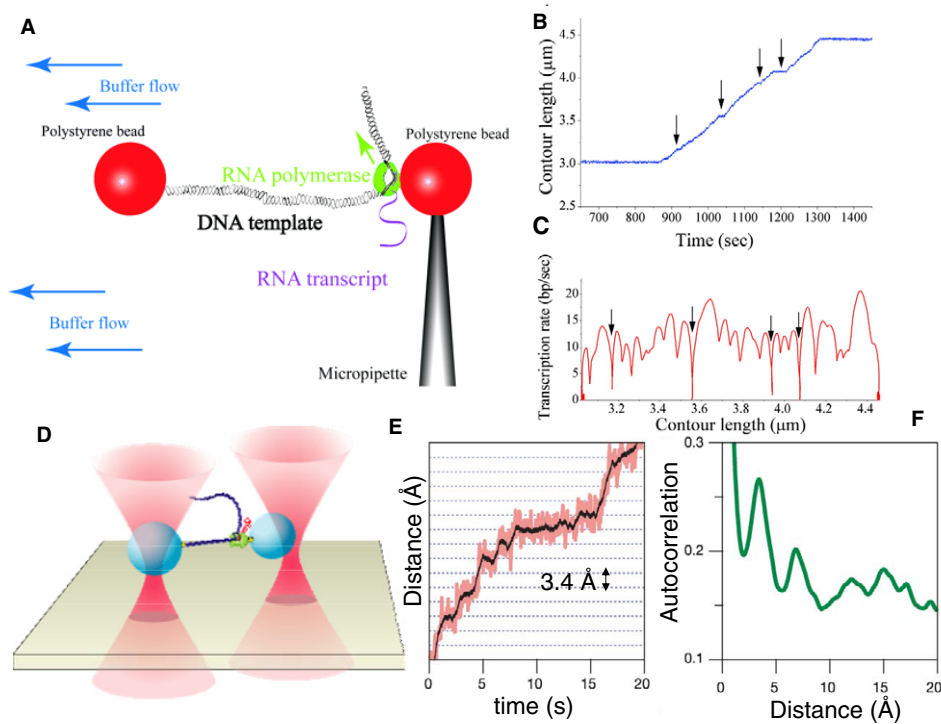 A
Buffer flow
Polystyrene bead
Polystyrene bead
RNA polymerase
DNA template
RNA transcript
Buffer flow
Micropipette
B
Contour length (μm)
4.5
4.0
3.5
3.0
2.5
700 800 900 1000 1100 1200 1300 1400
Time (sec)
C
Transcription rate (bp/sec)
20
15
10
5
0
3.2 3.4 3.6 3.8 4.0 4.2 4.4
Contour length (μm)
D
E
Distance (Å)
3.4 Å
0 5 10 15 20
time (s)
F
Autocorrelation
0.3
0.2
0.1
0 5 10 15 20
Distance (Å)